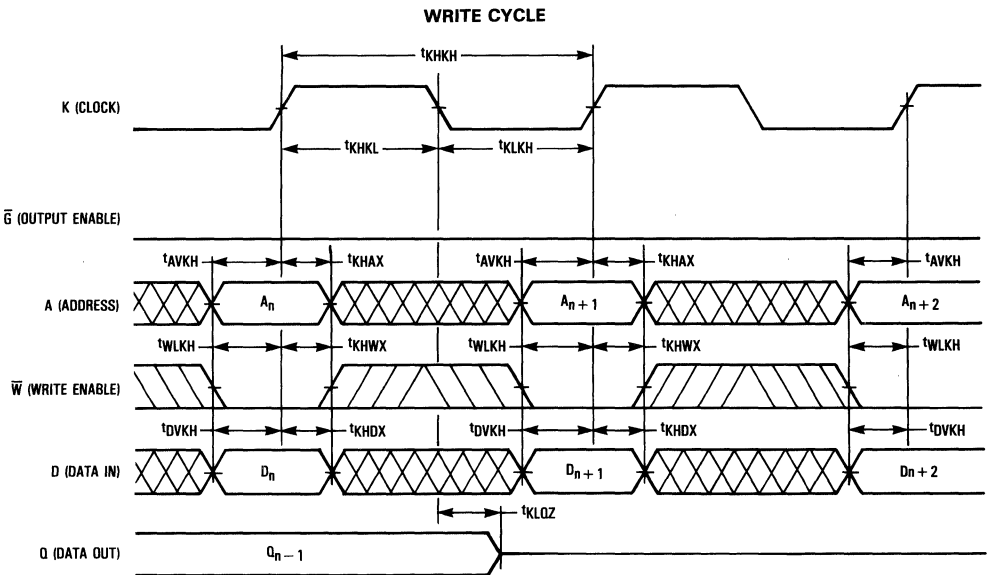 WRITE CYCLE
tKHKH
K (CLOCK)
tKHKL tKLKH
G̅ (OUTPUT ENABLE)
tAVKH tKHAX tAVKH tKHAX tAVKH
A (ADDRESS) An An + 1 An + 2
tWLKH tKHWX tWLKH tKHWX tWLKH
W̅ (WRITE ENABLE)
tDVKH tKHDX tDVKH tKHDX tDVKH
D (DATA IN) Dn Dn + 1 Dn + 2
tKLQZ
Q (DATA OUT) Qn − 1